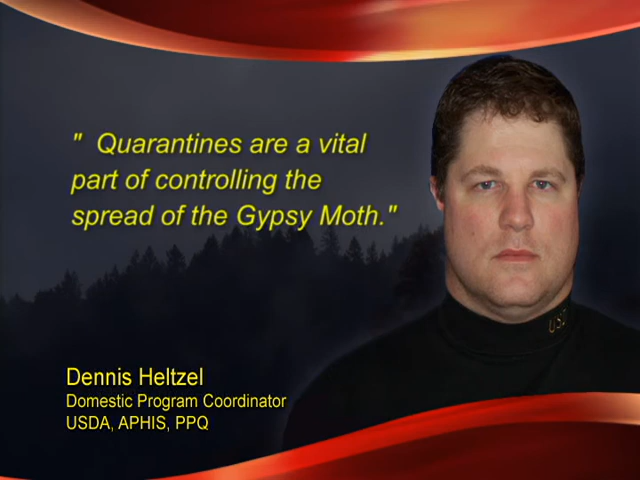 " Quarantines are a vital
part of controlling the
spread of the Gypsy Moth."
Dennis Heltzel
Domestic Program Coordinator
USDA, APHIS, PPQ